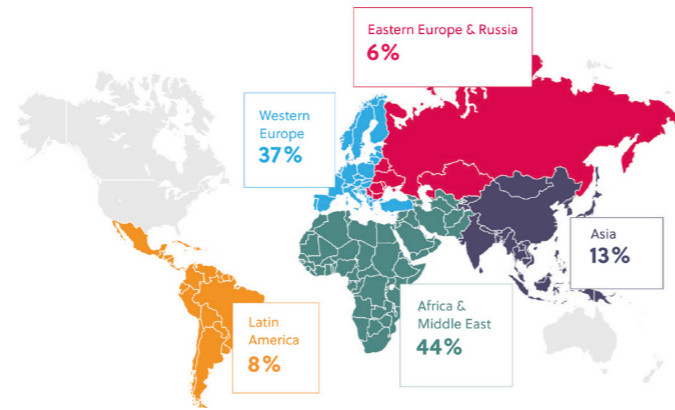 Eastern Europe & Russia
6%
Western
Europe
37%
Asia
13%
Africa &
Middle East
44%
Latin
America
8%